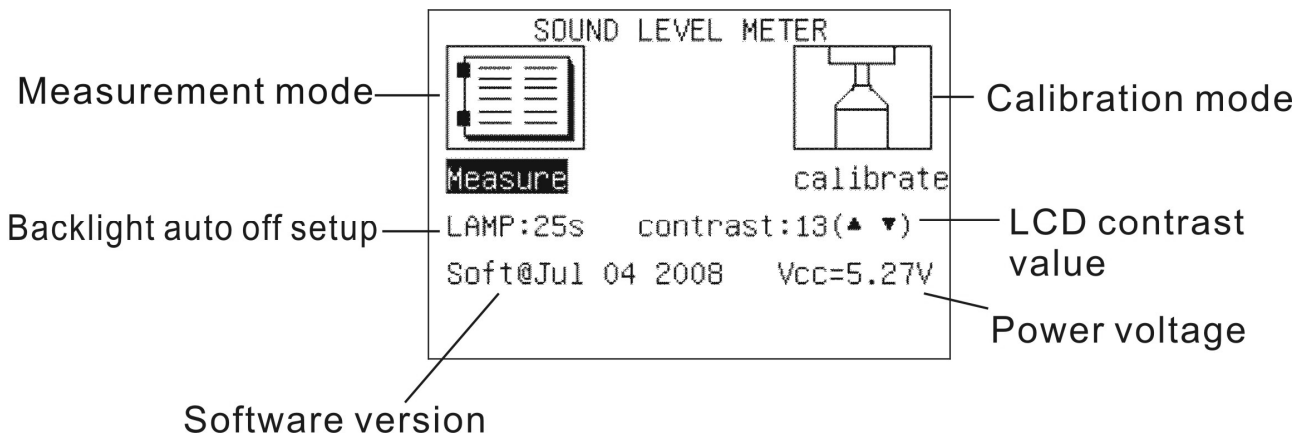 SOUND LEVEL METER
Measurement mode
Calibration mode
Measure
calibrate
Backlight auto off setup
LAMP:25s
contrast:13(▲ ▼)
LCD contrast
value
Soft@Jul 04 2008
Vcc=5.27V
Power voltage
Software version